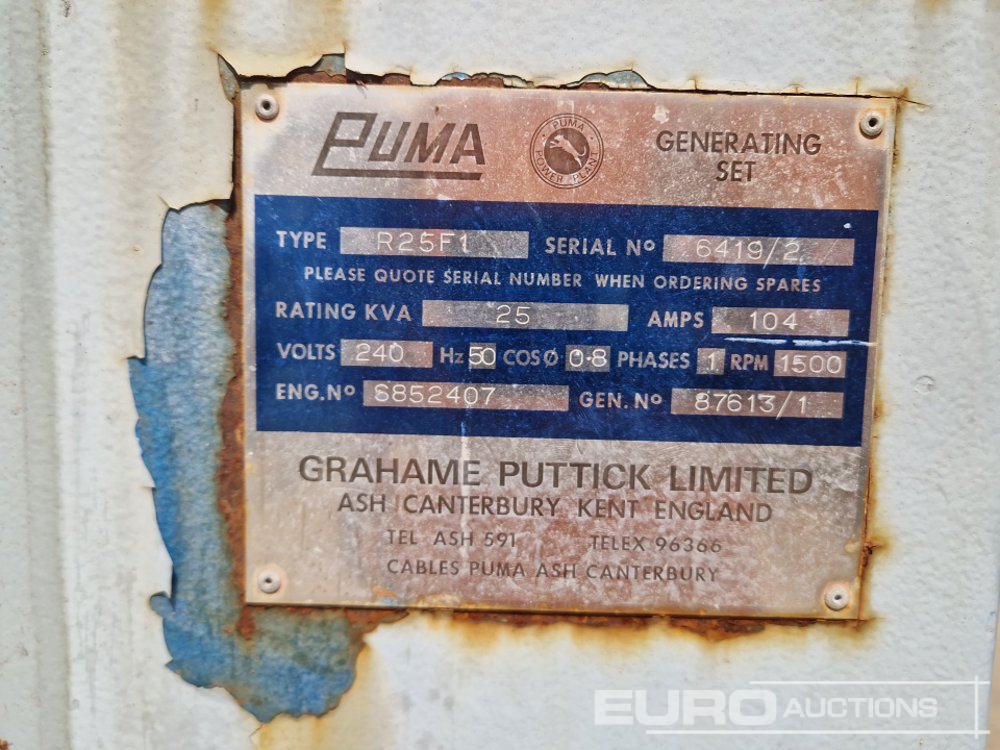 PUMA
PUMA POWER PLANT
GENERATING
SET
TYPE R25F1 SERIAL Nº 6419/2
PLEASE QUOTE SERIAL NUMBER WHEN ORDERING SPARES
RATING KVA 25 AMPS 104
VOLTS 240 Hz 50 COSØ 0·8 PHASES 1 RPM 1500
ENG.Nº S852407 GEN.Nº 87613/1
GRAHAME PUTTICK LIMITED
ASH CANTERBURY KENT ENGLAND
TEL ASH 591 TELEX 96366
CABLES PUMA ASH CANTERBURY
EURO AUCTIONS